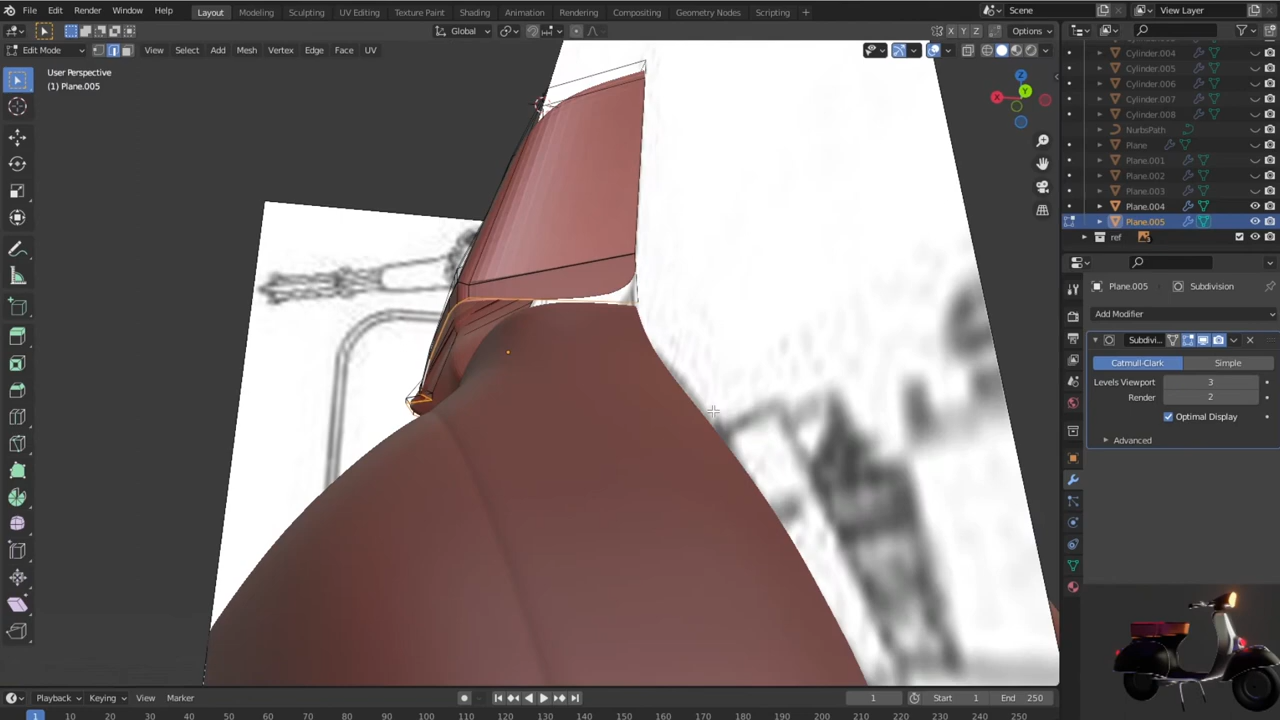 File Edit Render Window Help Layout Modeling Sculpting UV Editing Texture Paint Shading Animation Rendering Compositing Geometry Nodes Scripting + Scene View Layer
Global X Y Z Options
Edit Mode View Select Add Mesh Vertex Edge Face UV
User Perspective
(1) Plane.005
Z
Y
X
Cylinder.004
Cylinder.005
Cylinder.006
Cylinder.007
Cylinder.008
NurbsPath
Plane
Plane.001
Plane.002
Plane.003
Plane.004
Plane.005
ref
Plane.005 Subdivision
Add Modifier
Subdivi..
Catmull-Clark Simple
Levels Viewport 3
Render 2
Optimal Display
Advanced
Playback Keying View Marker 1 Start 1 End 250
1 10 20 30 40 50 60 70 80 90 100 110 120 130 140 150 160 170 180 190 200 210 220 230 240 250